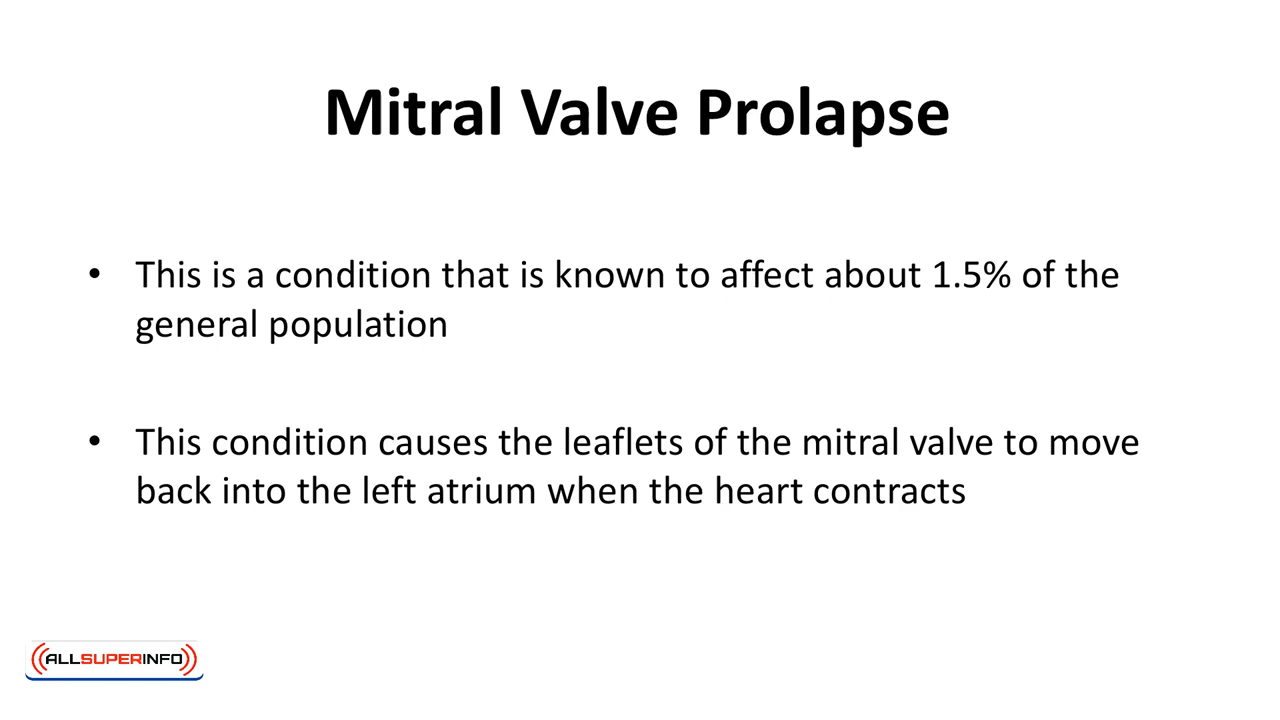 Mitral Valve Prolapse
• This is a condition that is known to affect about 1.5% of the
general population
• This condition causes the leaflets of the mitral valve to move
back into the left atrium when the heart contracts
ALLSUPERINFO